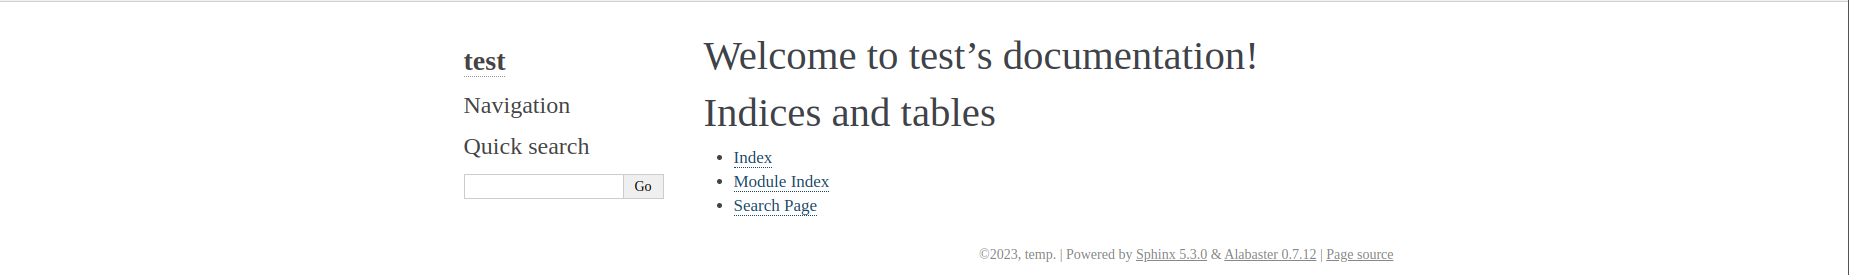 test
Navigation
Quick search
Go
Welcome to test’s documentation!
Indices and tables
Index
Module Index
Search Page
©2023, temp. | Powered by Sphinx 5.3.0 & Alabaster 0.7.12 | Page source